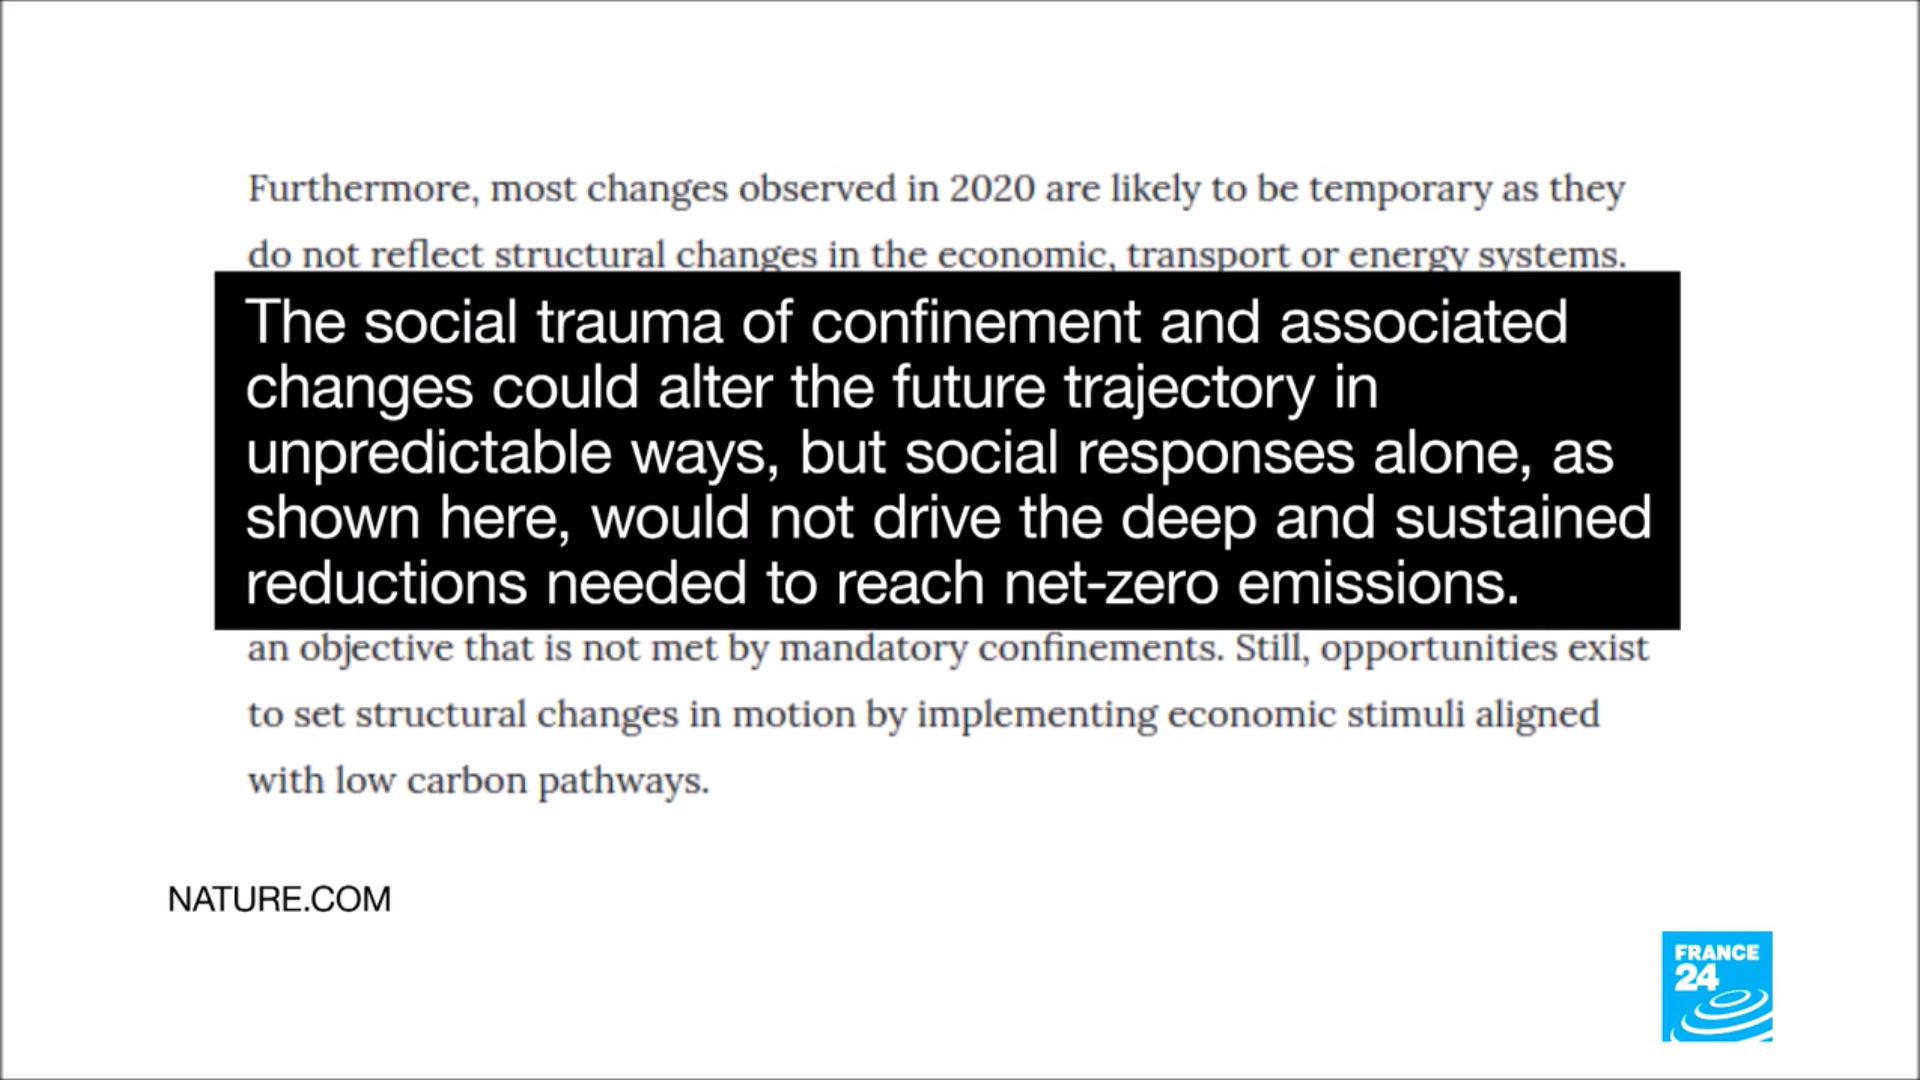 Furthermore, most changes observed in 2020 are likely to be temporary as they
do not reflect structural changes in the economic, transport or energy systems.
The social trauma of confinement and associated
changes could alter the future trajectory in
unpredictable ways, but social responses alone, as
shown here, would not drive the deep and sustained
reductions needed to reach net-zero emissions.
an objective that is not met by mandatory confinements. Still, opportunities exist
to set structural changes in motion by implementing economic stimuli aligned
with low carbon pathways.
NATURE.COM
FRANCE
24